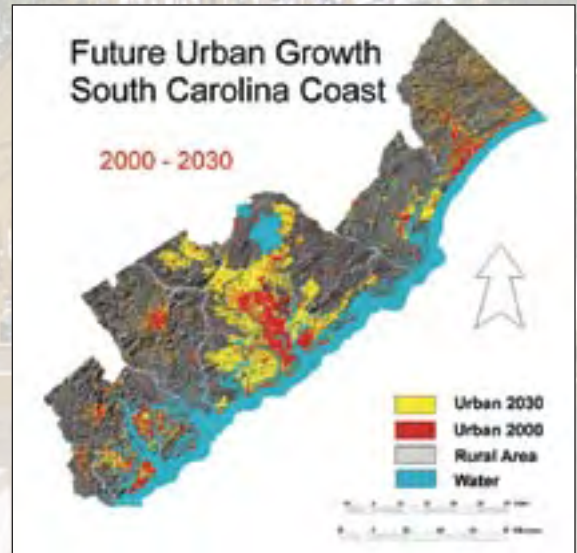 Future Urban Growth
South Carolina Coast
2000 - 2030
Urban 2030
Urban 2000
Rural Area
Water